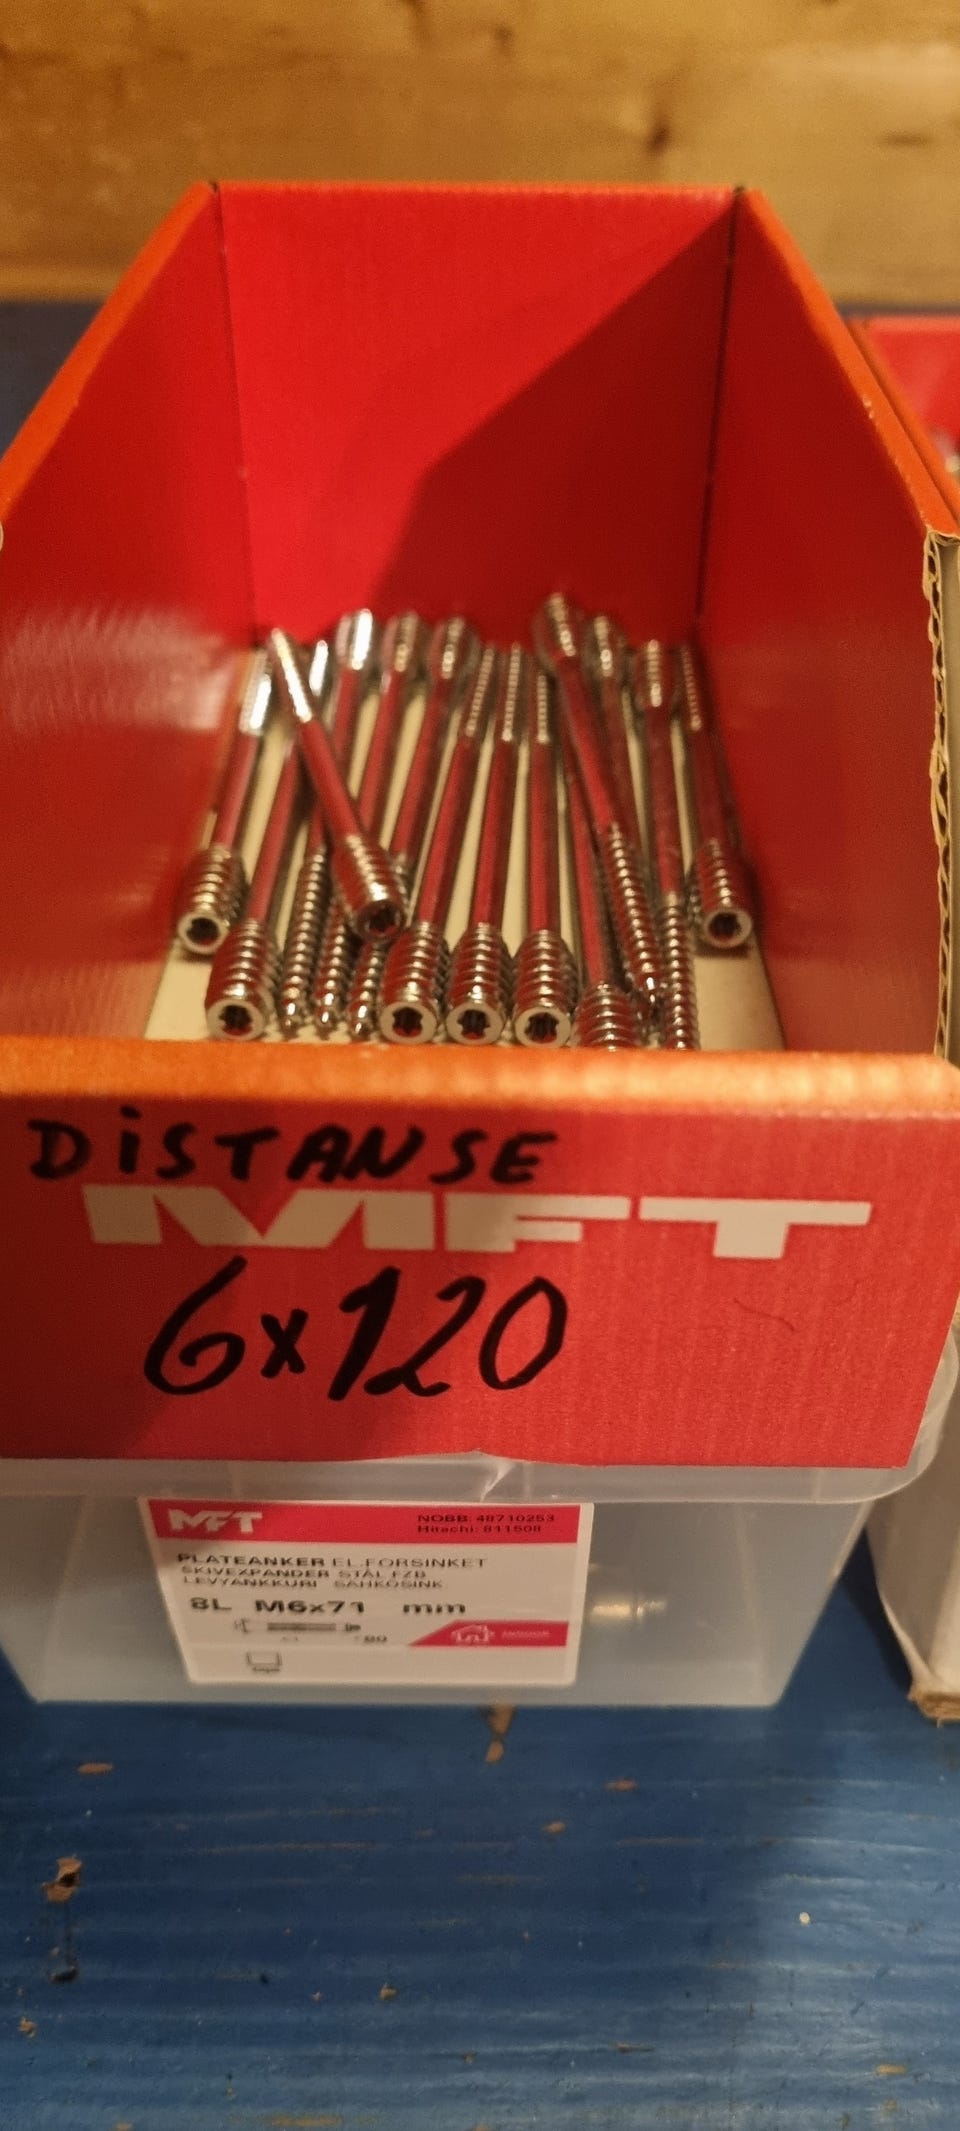 DiSTANSE
MFT
6x120
MFT
NOBB: 48710253
Hitachi: 811508
PLATEANKER EL.FORSINKET
SKIVEXPANDER STÅL FZB
LEVYANKKURI SÄHKÖSINK.
8L M6x71 mm